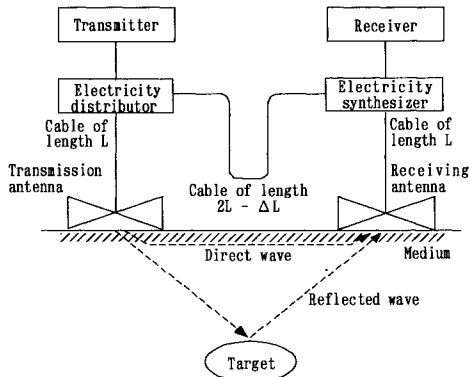 Transmitter
Receiver
Electricity
distributor
Electricity
synthesizer
Cable of
length L
Cable of
length L
Transmission
antenna
Cable of length
2L - ΔL
Receiving
antenna
Direct wave
Medium
Reflected wave
Target